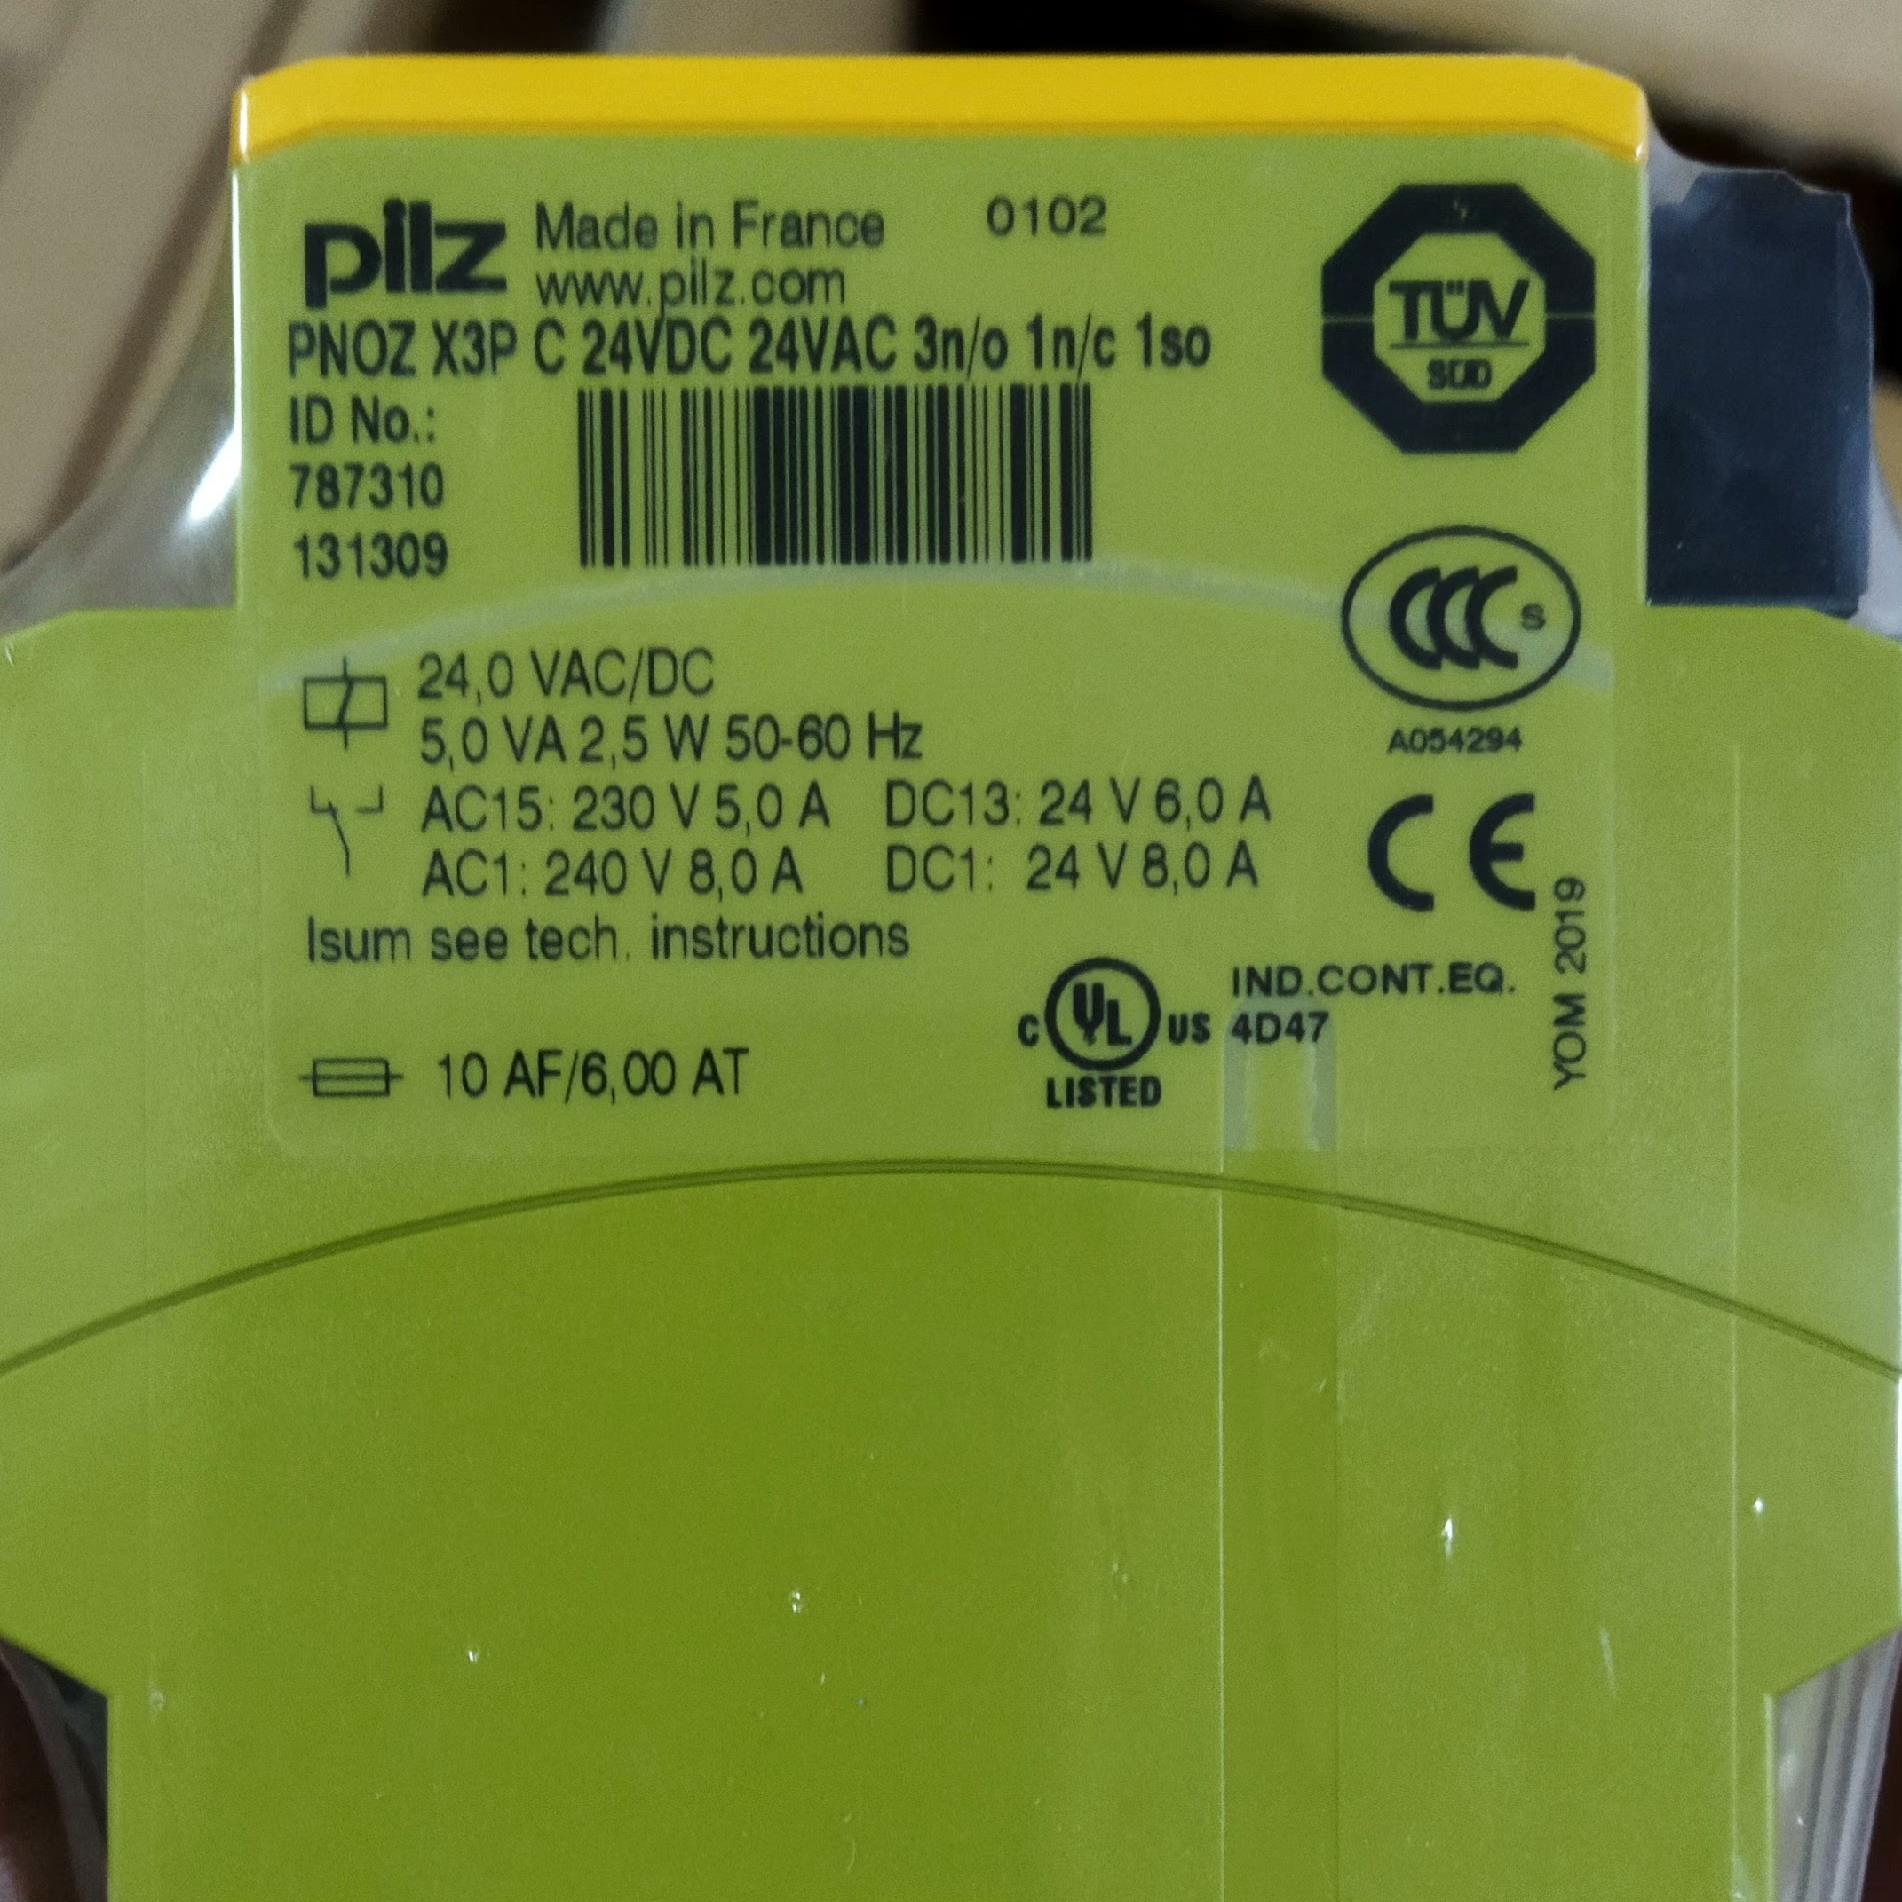 pilz Made in France 0102
www.pilz.com
PNOZ X3P C 24VDC 24VAC 3n/o 1n/c 1so
ID No.:
787310
131309
TÜV
SÜD
CCC S
A054294
24,0 VAC/DC
5,0 VA 2,5 W 50-60 Hz
AC15: 230 V 5,0 A DC13: 24 V 6,0 A
AC1: 240 V 8,0 A DC1: 24 V 8,0 A
Isum see tech. instructions
CE
YOM 2019
C UL US IND.CONT.EQ.
4D47
LISTED
10 AF/6,00 AT